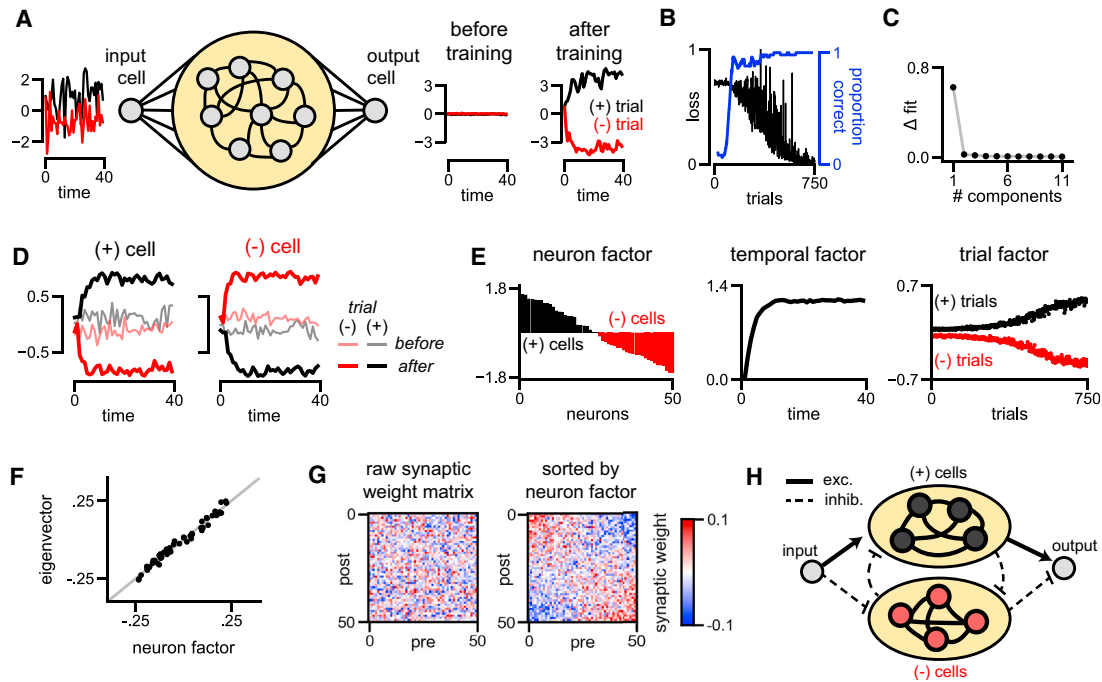 A
input
cell
output
cell
before
training
after
training
2
0
-2
0
40
time
3
0
-3
0
40
time
3
0
-3
(+) trial
(-) trial
0
40
time
B
1
loss
0
0
750
trials
1
0
proportion
correct
C
0.8
Δ fit
0.0
1
6
11
# components
D
(+) cell
(-) cell
0.5
-0.5
0
40
time
0
40
time
trial
(-) (+)
before
after
E
neuron factor
1.8
-1.8
(+) cells
(-) cells
0
50
neurons
temporal factor
1.4
0.0
0
40
time
trial factor
0.7
-0.7
(+) trials
(-) trials
0
750
trials
F
.25
-.25
eigenvector
-.25
.25
neuron factor
G
raw synaptic
weight matrix
0
post
50
0
pre
50
sorted by
neuron factor
0
post
50
0
pre
50
synaptic weight
0.1
-0.1
H
(+) cells
exc.
inhib.
input
output
(-) cells